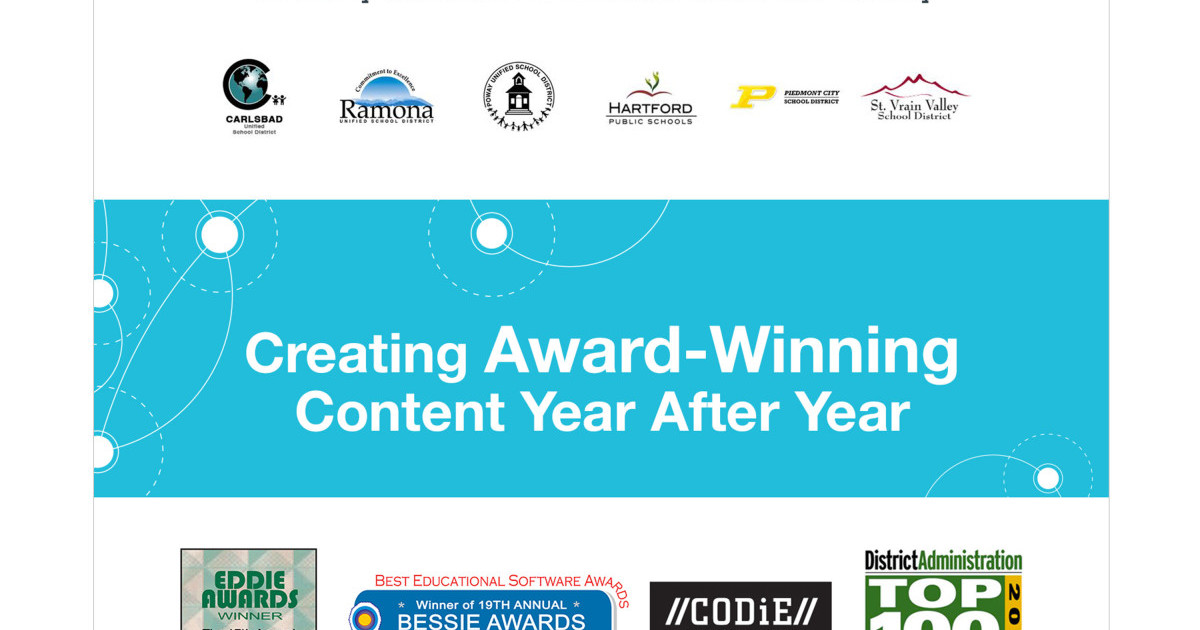 CARLSBAD
Unified
School District
Commitment to Excellence
Ramona
UNIFIED SCHOOL DISTRICT
POWAY UNIFIED SCHOOL DISTRICT
HARTFORD
PUBLIC SCHOOLS
P
PIEDMONT CITY
SCHOOL DISTRICT
St. Vrain Valley
School District
Creating Award-Winning
Content Year After Year
EDDIE
AWARDS
WINNER
BEST EDUCATIONAL SOFTWARE AWARDS
* Winner of 19TH ANNUAL *
BESSIE AWARDS
//CODiE//
DistrictAdministration
TOP
100
20